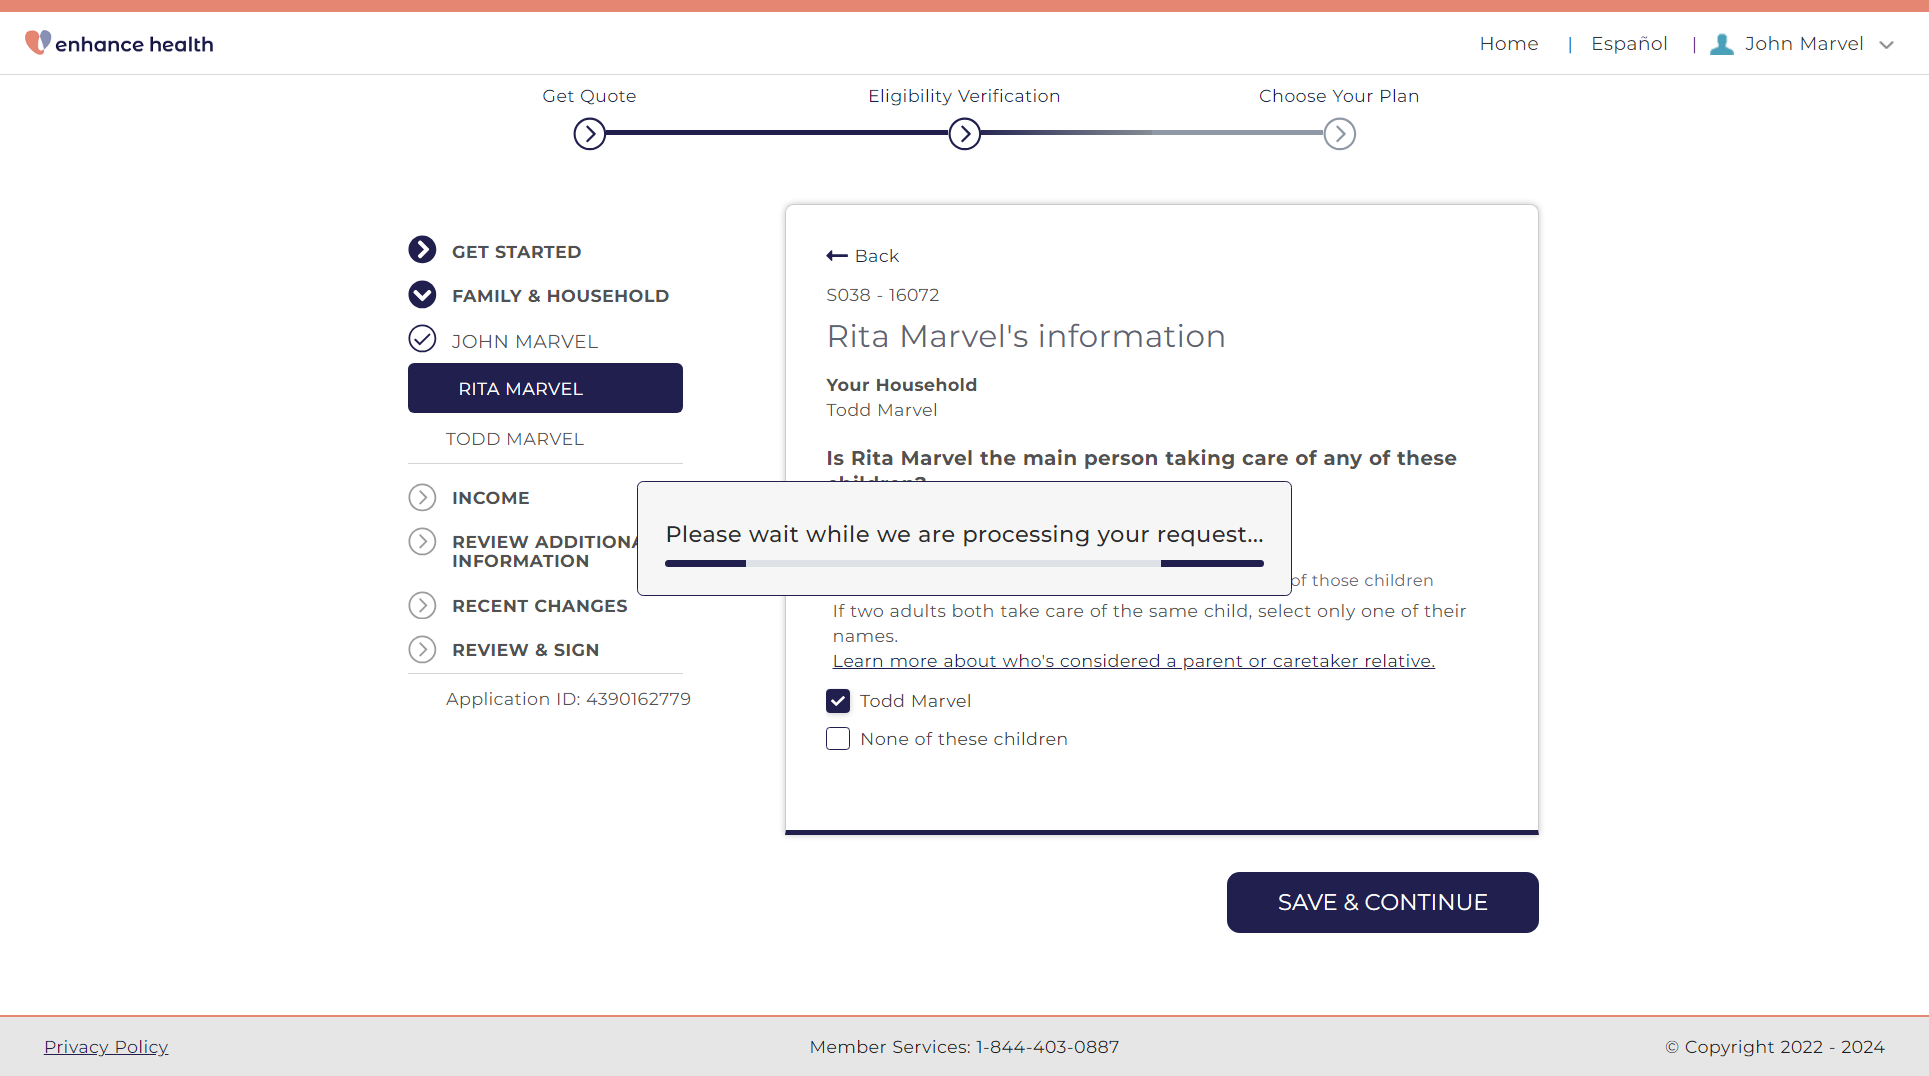 enhance health
Home | Español | John Marvel
Get Quote
Eligibility Verification
Choose Your Plan
GET STARTED
FAMILY & HOUSEHOLD
JOHN MARVEL
RITA MARVEL
TODD MARVEL
INCOME
REVIEW ADDITIONA
INFORMATION
RECENT CHANGES
REVIEW & SIGN
Application ID: 4390162779
Back
S038 - 16072
Rita Marvel's information
Your Household
Todd Marvel
Is Rita Marvel the main person taking care of any of these
children?
Please wait while we are processing your request...
of those children
If two adults both take care of the same child, select only one of their
names.
Learn more about who's considered a parent or caretaker relative.
Todd Marvel
None of these children
SAVE & CONTINUE
Privacy Policy
Member Services: 1-844-403-0887
© Copyright 2022 - 2024